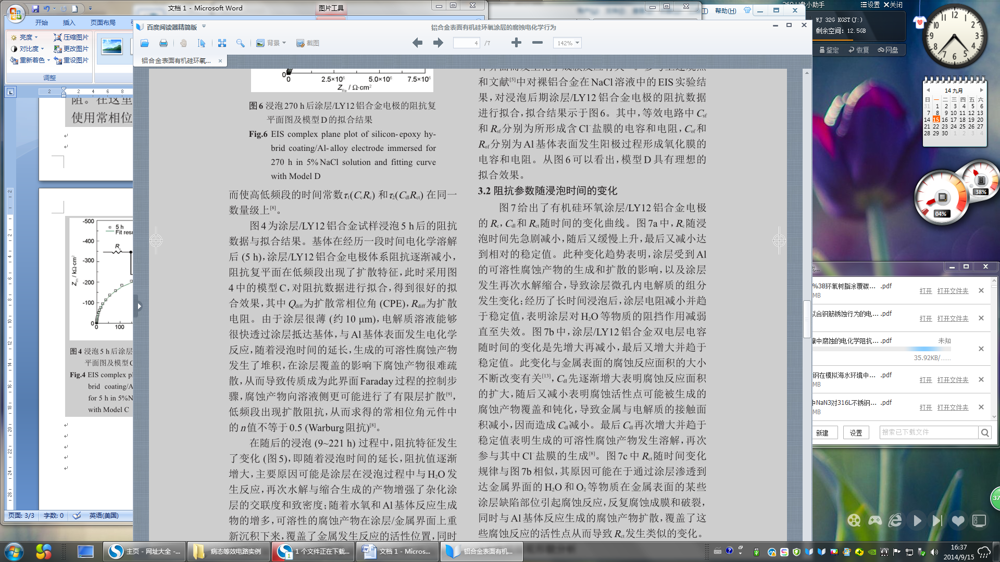 文档 1 - Microsoft Word
图片工具
开始 插入 页面布局
亮度 压缩图片
对比度 更改图片
重新着色 重设图片
调整
阻。在这里
使用常相位
-500
-400
-300
-200
-100
0
0 100
5 h
Fit resu
图4 浸泡5 h后涂层
平面图及模型C
Fig.4 EIS complex pl
brid coating/A
for 5 h in 5%N
with Model C
页面: 3/3 字数: 0 英语(美国)
百度阅读器精简版
铝合金表面有机硅环氧涂层的腐蚀电化学行为
背景 截图
4 /7
142%
铝合金表面有机硅环氧...
0
0 2.5×10⁶ 5.0×10⁶ 7.5×10⁶
Z_Re / Ω·cm²
图6 浸泡270 h后涂层/LY12铝合金电极的阻抗复
平面图及模型D的拟合结果
Fig.6 EIS complex plane plot of silicon-epoxy hy-
brid coating/Al-alloy electrode immersed for
270 h in 5%NaCl solution and fitting curve
with Model D
而使高低频段的时间常数τ₁(CcRc) 和τ₂(CdlRct) 在同一
数量级上[8]。
图4为涂层/LY12铝合金试样浸泡5 h后的阻抗
数据与拟合结果。基体在经历一段时间电化学溶解
后 (5 h),涂层/LY12铝合金电极体系阻抗逐渐减小,
阻抗复平面在低频段出现了扩散特征,此时采用图
4中的模型C,对阻抗数据进行拟合,得到很好的拟
合效果,其中Qdiff为扩散常相位角 (CPE), Rdiff为扩散
电阻。由于涂层很薄 (约10 μm),电解质溶液能够
很快透过涂层抵达基体,与Al基体表面发生电化学
反应,随着浸泡时间的延长,生成的可溶性腐蚀产物
发生了堆积,在涂层覆盖的影响下腐蚀产物很难疏
散,从而导致传质成为此界面Faraday过程的控制步
骤,腐蚀产物向溶液侧更可能进行了有限层扩散[9],
低频段出现扩散阻抗,从而求得的常相位角元件中
的n值不等于0.5 (Warburg阻抗)[8]。
在随后的浸泡 (9~221 h) 过程中,阻抗特征发生
了变化 (图5),即随着浸泡时间的延长,阻抗值逐渐
增大,主要原因可能是涂层在浸泡过程中与H₂O发
生反应,再次水解与缩合生成的产物增强了杂化涂
层的交联度和致密度;随着水氧和Al基体反应生成
物的增多,可溶性的腐蚀产物在涂层/金属界面上重
新沉积下来,覆盖了金属发生反应的活性位置,同时
和文献[5]中对裸铝合金在NaCl溶液中的EIS实验结
果,对浸泡后期涂层/LY12铝合金电极的阻抗数据
进行拟合,拟合结果示于图6。其中,等效电路中Csf
和Rsf分别为所形成含Cl⁻盐膜的电容和电阻,Cof和
Rof分别为Al基体表面发生阳极过程形成氧化膜的
电容和电阻。从图6可以看出,模型D具有理想的
拟合效果。
3.2 阻抗参数随浸泡时间的变化
图7给出了有机硅环氧涂层/LY12铝合金电极
的Rc, Cdl和Rct随时间的变化曲线。图7a中,Rc随浸
泡时间先急剧减小,随后又缓慢上升,最后又减小达
到相对的稳定值。此种变化趋势表明,涂层受到Al
的可溶性腐蚀产物的生成和扩散的影响,以及涂层
发生再次水解缩合,导致涂层微孔内电解质的组分
发生变化;经历了长时间浸泡后,涂层电阻减小并趋
于稳定值,表明涂层对H₂O等物质的阻挡作用减弱
直至失效。图7b中,涂层/LY12铝合金双电层电容
随时间的变化是先增大再减小,最后又增大并趋于
稳定值。此变化与金属表面的腐蚀反应面积的大小
不断改变有关[13],Cdl先逐渐增大表明腐蚀反应面积
的扩大,随后又减小表明腐蚀活性点可能被生成的
腐蚀产物覆盖和钝化,导致金属与电解质的接触面
积减小,因而造成Cdl减小。最后Cdl再次增大并趋于
稳定值表明生成的可溶性腐蚀产物发生溶解,再次
参与其中Cl⁻盐膜的生成[8]。图7c中Rct随时间变化
规律与图7b相似,其原因可能在于通过涂层渗透到
达金属界面的H₂O和O₂等物质在金属表面的某些
涂层缺陷部位引起腐蚀反应,反复腐蚀成膜和破裂,
同时与Al基体反应生成的腐蚀产物扩散,覆盖了这
些腐蚀反应的活性点从而导致Rct发生类似的变化。
帮助(H)
设置 关闭
WJ 32G KGST(J:)
剩余空间: 12.5GB
鉴定 恢复 网盘
14 九月
日 一 二 三 四 五 六
31 1 2 3 4 5 6
7 8 9 10 11 12 13
14 15 16 17 18 19 20
21 22 23 24 25 26 27
28 29 30 1 2 3 4
38%
04%
%3B环氧树脂涂覆碳... .pdf
MB 打开 打开文件夹
拟合钢筋锈蚀行为的电... .pdf
打开 打开文件夹
壤中腐蚀的电化学阻抗... .pdf 未知
35.92KB/......
钢在模拟海水环境中... .pdf
MB 打开 打开文件夹
中NaN3对316L不锈钢... .pdf
MB 打开 打开文件夹
新建 设置 搜索已下载文件
37
主页 - 网址大全 -...
病态等效电路实例
1 个文件正在下载...
文档 1 - Micros...
铝合金表面有机...
16:37
2014/9/15